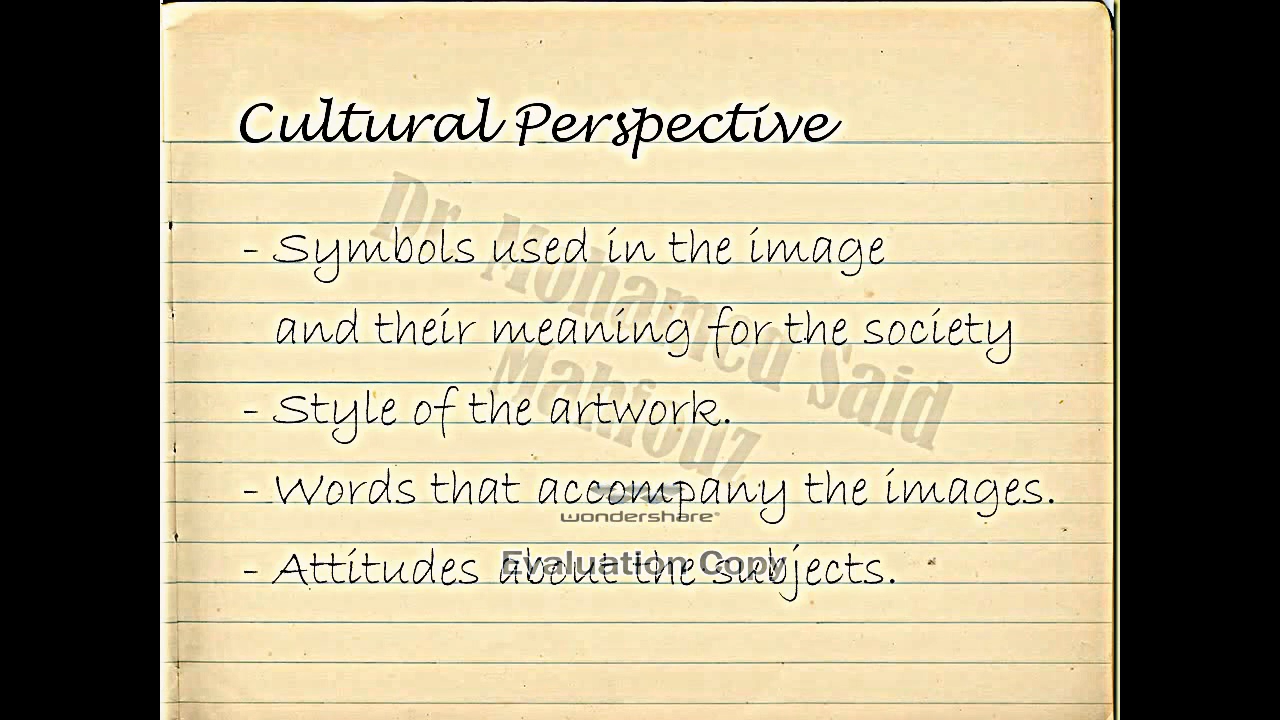 Cultural Perspective
Dr. Mohamed Said
Mahfouz
- Symbols used in the image
and their meaning for the society
- Style of the artwork.
- Words that accompany the images.
wondershare®
Evaluation Copy
- Attitudes about the subjects.